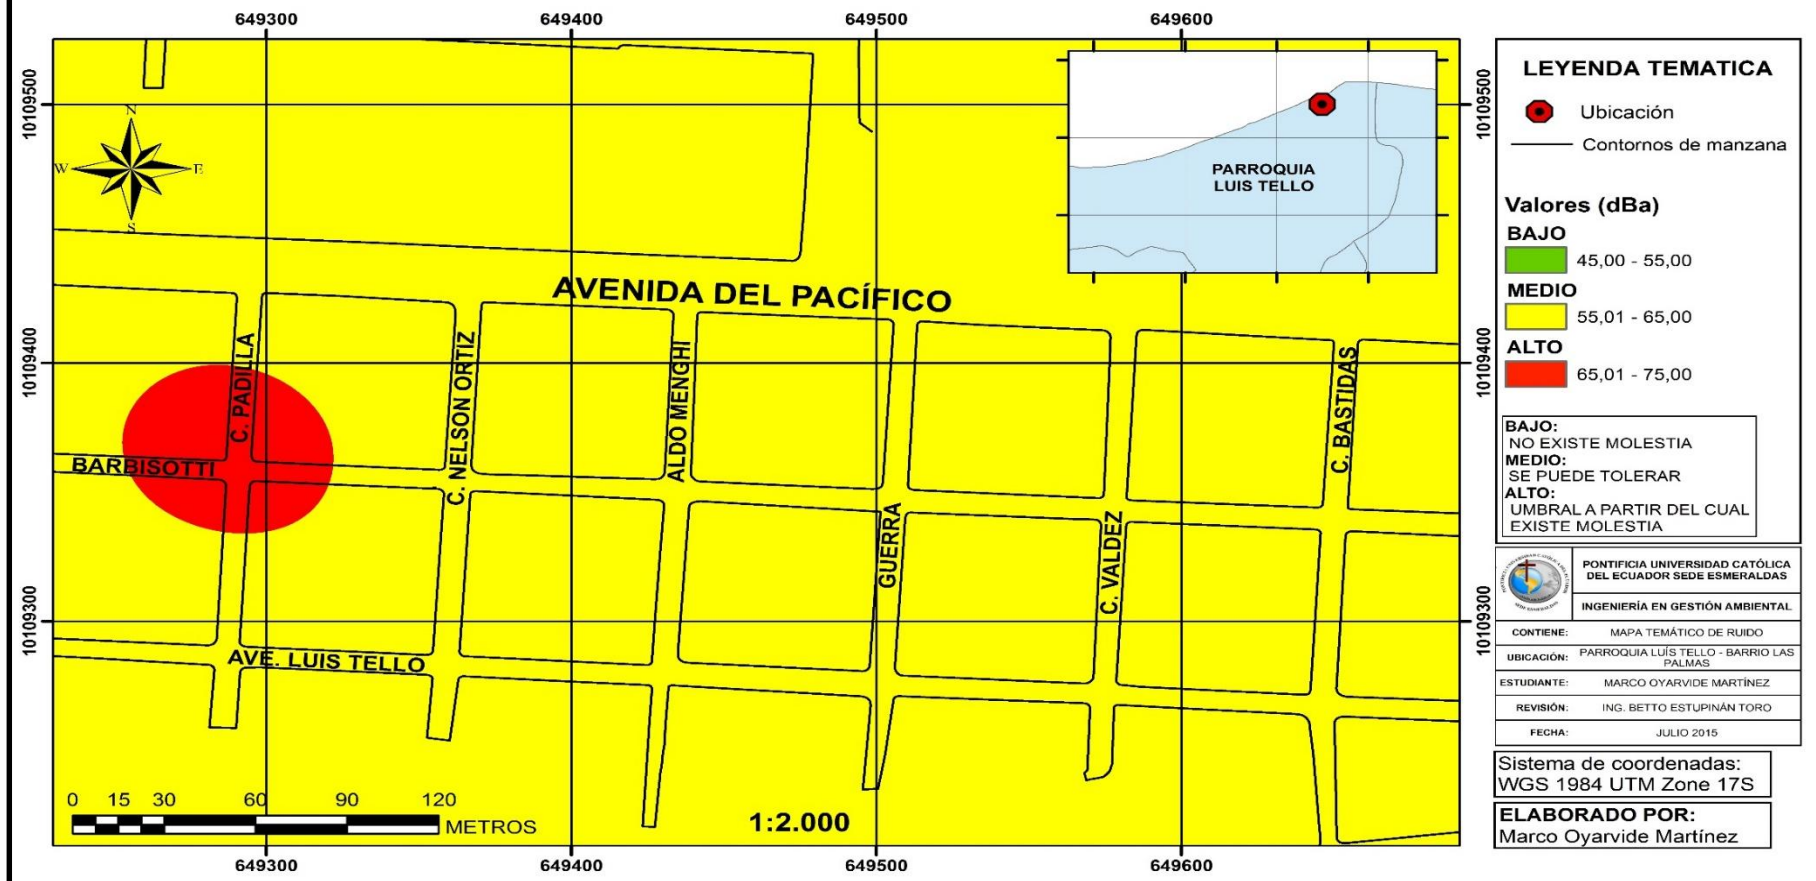 649300
649400
649500
649600
10109500
10109500
N
W
E
S
PARROQUIA
LUIS TELLO
AVENIDA DEL PACÍFICO
10109400
10109400
C. PADILLA
C. NELSON ORTIZ
ALDO MENGHI
C. BASTIDAS
BARBISOTTI
GUERRA
C. VALDEZ
10109300
10109300
AVE. LUIS TELLO
0 15 30 60 90 120
METROS
1:2.000
649300
649400
649500
649600
LEYENDA TEMATICA
Ubicación
Contornos de manzana
Valores (dBa)
BAJO
45,00 - 55,00
MEDIO
55,01 - 65,00
ALTO
65,01 - 75,00
BAJO:
NO EXISTE MOLESTIA
MEDIO:
SE PUEDE TOLERAR
ALTO:
UMBRAL A PARTIR DEL CUAL
EXISTE MOLESTIA
PONTIFICIA UNIVERSIDAD CATÓLICA
DEL ECUADOR SEDE ESMERALDAS
INGENIERÍA EN GESTIÓN AMBIENTAL
CONTIENE: MAPA TEMÁTICO DE RUIDO
UBICACIÓN: PARROQUIA LUÍS TELLO - BARRIO LAS
PALMAS
ESTUDIANTE: MARCO OYARVIDE MARTÍNEZ
REVISIÓN: ING. BETTO ESTUPIÑÁN TORO
FECHA: JULIO 2015
Sistema de coordenadas:
WGS 1984 UTM Zone 17S
ELABORADO POR:
Marco Oyarvide Martínez